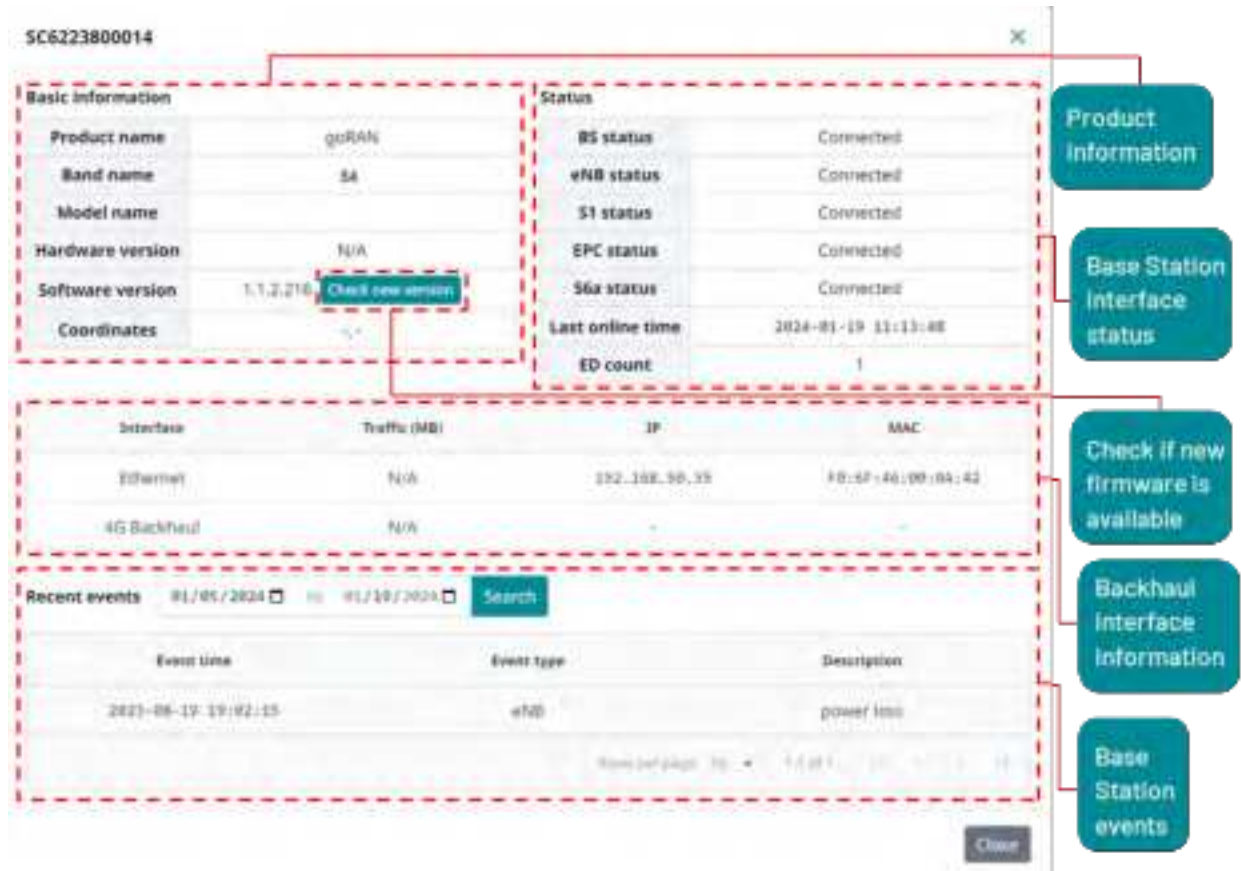 SC6223800014
Basic information
Product name goRAN
Band name 54
Model name
Hardware version N/A
Software version 1.1.2.216 Check new version
Coordinates -, -
Status
BS status Connected
eNB status Connected
S1 status Connected
EPC status Connected
S6a status Connected
Last online time 2024-01-19 11:13:48
ED count 1
Product Information
Base Station Interface status
Check if new firmware is available
Interface Traffic (MB) IP MAC
Ethernet N/A
4G Backhaul N/A - -
Backhaul Interface Information
Recent events 01/05/2024 to 01/19/2024 Search
Event time Event type Description
eNB power loss
Rows per page
Base Station events
Close